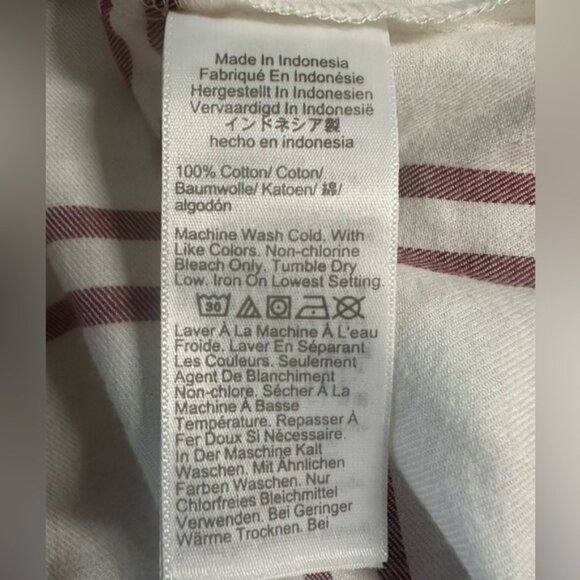 Made In Indonesia
Fabriqué En Indonésie
Hergestellt In Indonesien
Vervaardigd In Indonesië
インドネシア製
hecho en indonesia
100% Cotton/ Coton/
Baumwolle/ Katoen/ 綿/
algodón
Machine Wash Cold. With
Like Colors. Non-chlorine
Bleach Only. Tumble Dry
Low. Iron On Lowest Setting.
30
Laver À La Machine À L'eau
Froide. Laver En Séparant
Les Couleurs. Seulement
Agent De Blanchiment
Non-chlore. Sécher À La
Machine À Basse
Température. Repasser À
Fer Doux Si Nécessaire.
In Der Maschine Kalt
Waschen. Mit Ähnlichen
Farben Waschen. Nur
Chlorfreies Bleichmittel
Verwenden. Bei Geringer
Wärme Trocknen. Bei